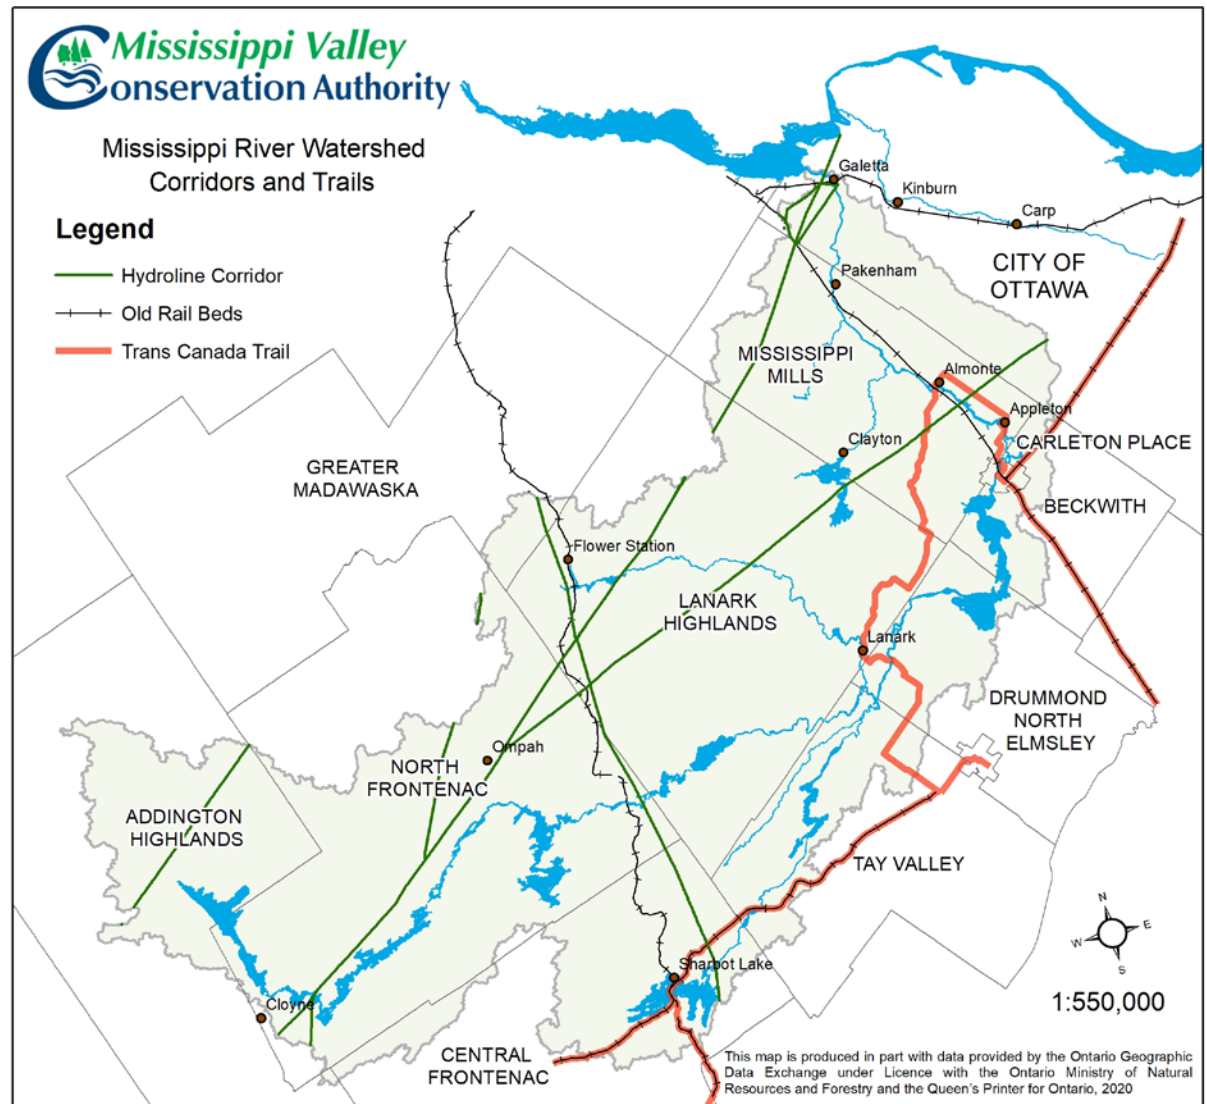 Mississippi Valley
Conservation Authority
Mississippi River Watershed
Corridors and Trails
Legend
Hydroline Corridor
Old Rail Beds
Trans Canada Trail
Galetta
Kinburn
Carp
CITY OF
OTTAWA
Pakenham
MISSISSIPPI
MILLS
Almonte
Appleton
CARLETON PLACE
Clayton
GREATER
MADAWASKA
BECKWITH
Flower Station
LANARK
HIGHLANDS
Lanark
DRUMMOND
NORTH
ELMSLEY
Ompah
NORTH
FRONTENAC
ADDINGTON
HIGHLANDS
TAY VALLEY
N
E
W
S
Sharbot Lake
Cloyne
1:550,000
CENTRAL
FRONTENAC
This map is produced in part with data provided by the Ontario Geographic
Data Exchange under Licence with the Ontario Ministry of Natural
Resources and Forestry and the Queen's Printer for Ontario, 2020